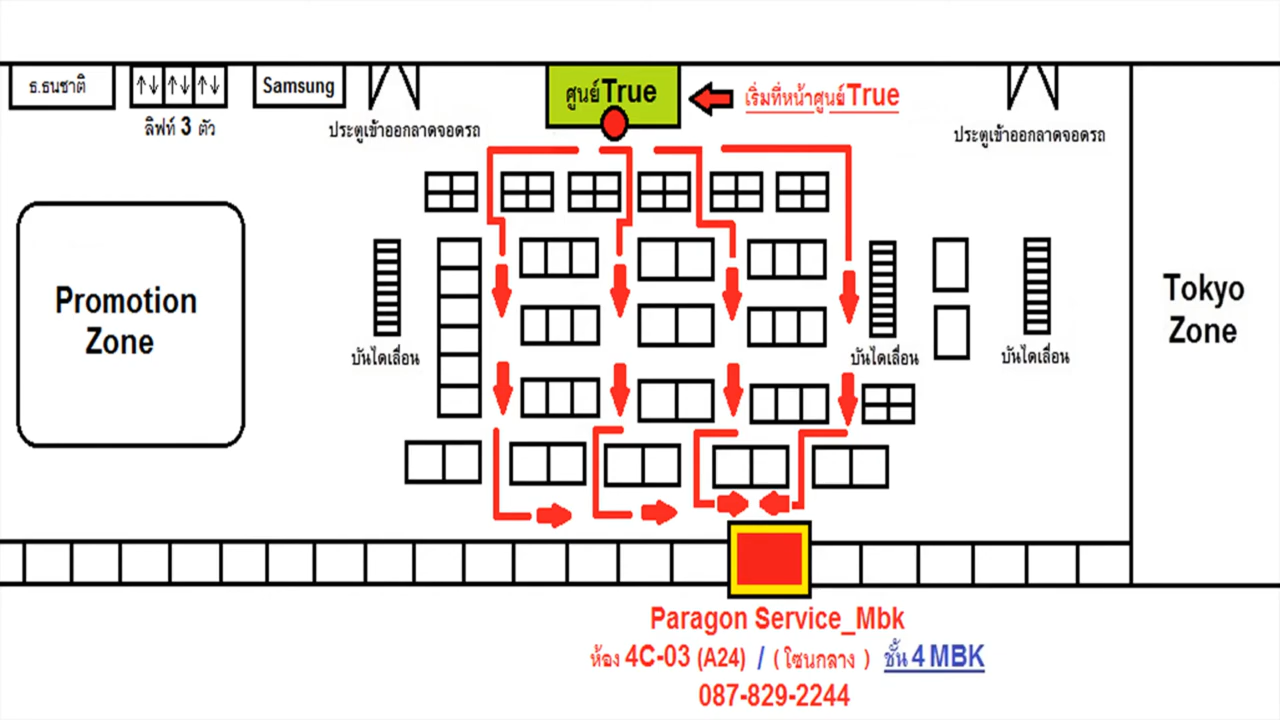 ธ.ธนชาติ
Samsung
ศูนย์True
เริ่มที่หน้าศูนย์True
ลิฟท์ 3 ตัว
ประตูเข้าออกลาดจอดรถ
ประตูเข้าออกลาดจอดรถ
Promotion
Zone
Tokyo
Zone
บันไดเลื่อน
บันไดเลื่อน
บันไดเลื่อน
Paragon Service_Mbk
ห้อง 4C-03 (A24) / ( โซนกลาง ) ชั้น 4 MBK
087-829-2244